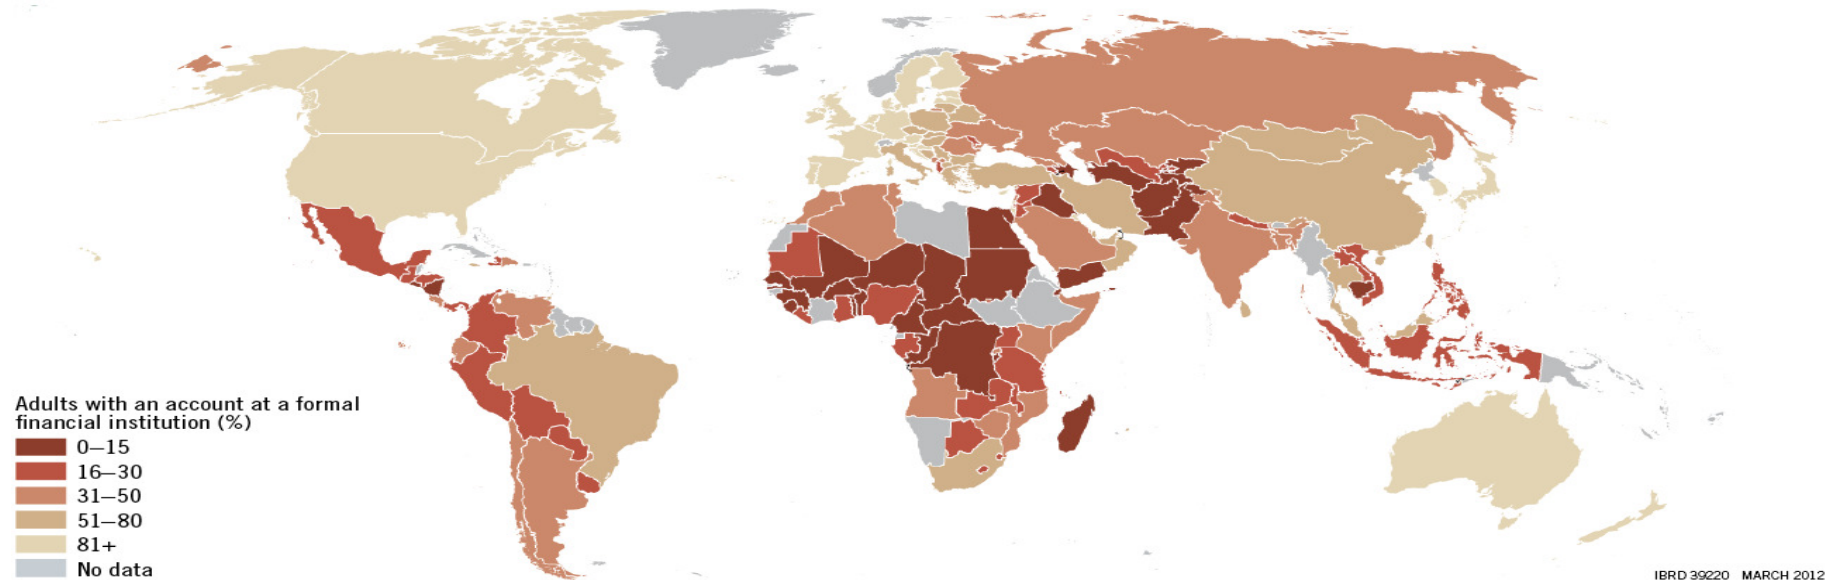 Adults with an account at a formal
financial institution (%)
0–15
16–30
31–50
51–80
81+
No data
IBRD 39220 MARCH 2012